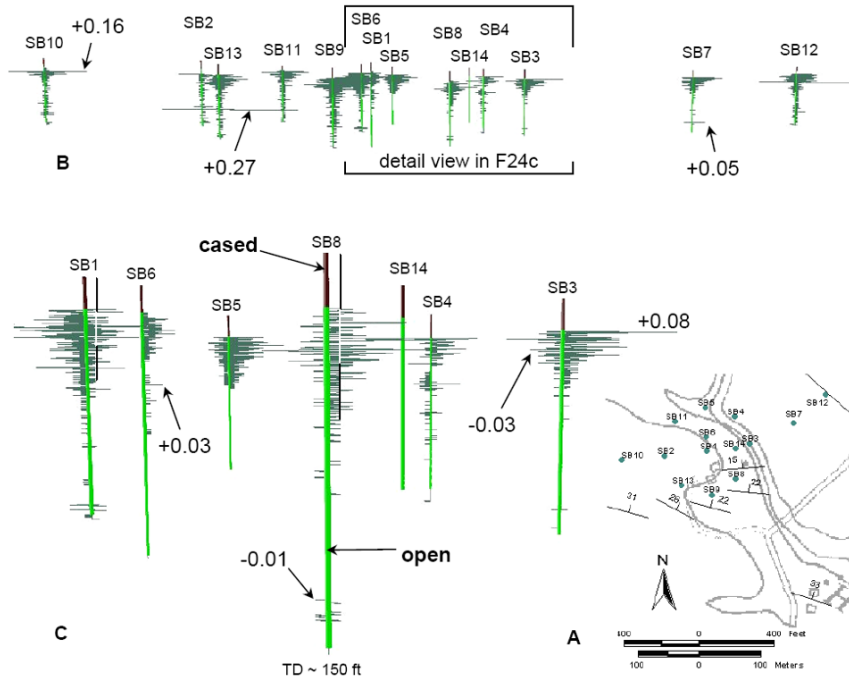 SB10
+0.16
SB2
SB13
SB11
SB9
SB6
SB1
SB5
SB8
SB4
SB14
SB3
SB7
SB12
B
+0.27
detail view in F24c
+0.05
cased
SB1
SB6
SB5
SB8
SB14
SB4
SB3
+0.08
+0.03
-0.03
-0.01
open
C
TD ~ 150 ft
SB5
SB4
SB12
SB11
SB7
SB6
SB3
SB10
SB2
SB1
SB14
15
SB13
SB8
SB9
22
31
26
22
33
N
A
400 0 400 Feet
100 0 100 Meters